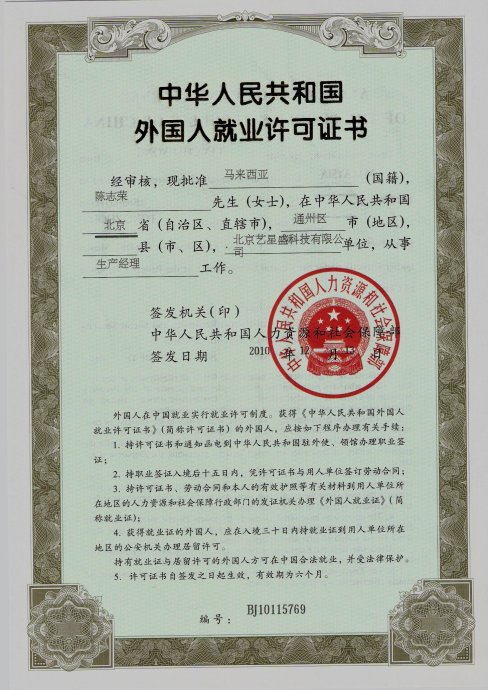 中华人民共和国
外国人就业许可证书
经审核，现批准 马来西亚 （国籍），
陈志荣 先生（女士），在中华人民共和国
北京 省（自治区、直辖市）， 通州区 市（地区），
县（市、区）， 北京艺星盛科技有限公司 单位，从事
生产经理 工作。
签发机关（印）
中华人民共和国人力资源和社会保障部
签发日期 2010 年 12 月 13 日
中华人民共和国人力资源和社会保障部
外国人在中国就业实行就业许可制度。获得《中华人民共和国外国人
就业许可证书》（简称许可证书）的外国人，应按如下程序办理有关手续：
1．持许可证书和通知函电到中华人民共和国驻外使、领馆办理职业签
证；
2．持职业签证入境后十五日内，凭许可证书与用人单位签订劳动合同；
3．持许可证书、劳动合同和本人的有效护照等有关材料到用人单位所
在地区的人力资源和社会保障行政部门的发证机关办理《外国人就业证》（简
称就业证）；
4．获得就业证的外国人，应在入境三十日内持就业证到用人单位所在
地区的公安机关办理居留许可。
持有就业证与居留许可的外国人方可在中国合法就业，并受法律保护。
5．许可证书自签发之日起生效，有效期为六个月。
编号： BJ10115769